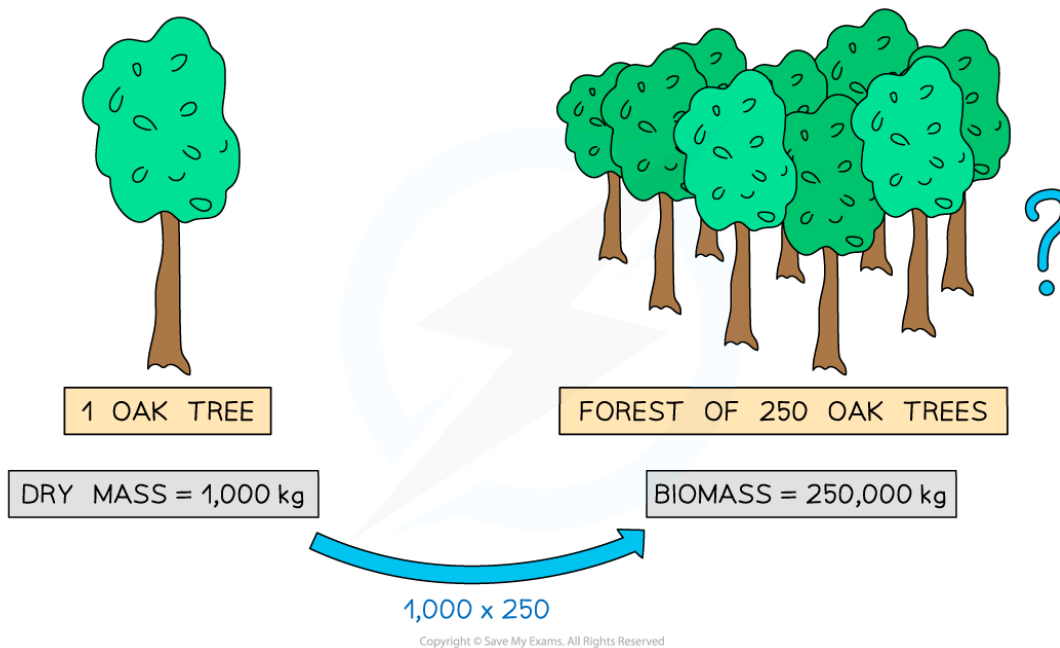 ?
1 OAK TREE
FOREST OF 250 OAK TREES
DRY MASS = 1,000 kg
BIOMASS = 250,000 kg
1,000 x 250
Copyright © Save My Exams. All Rights Reserved